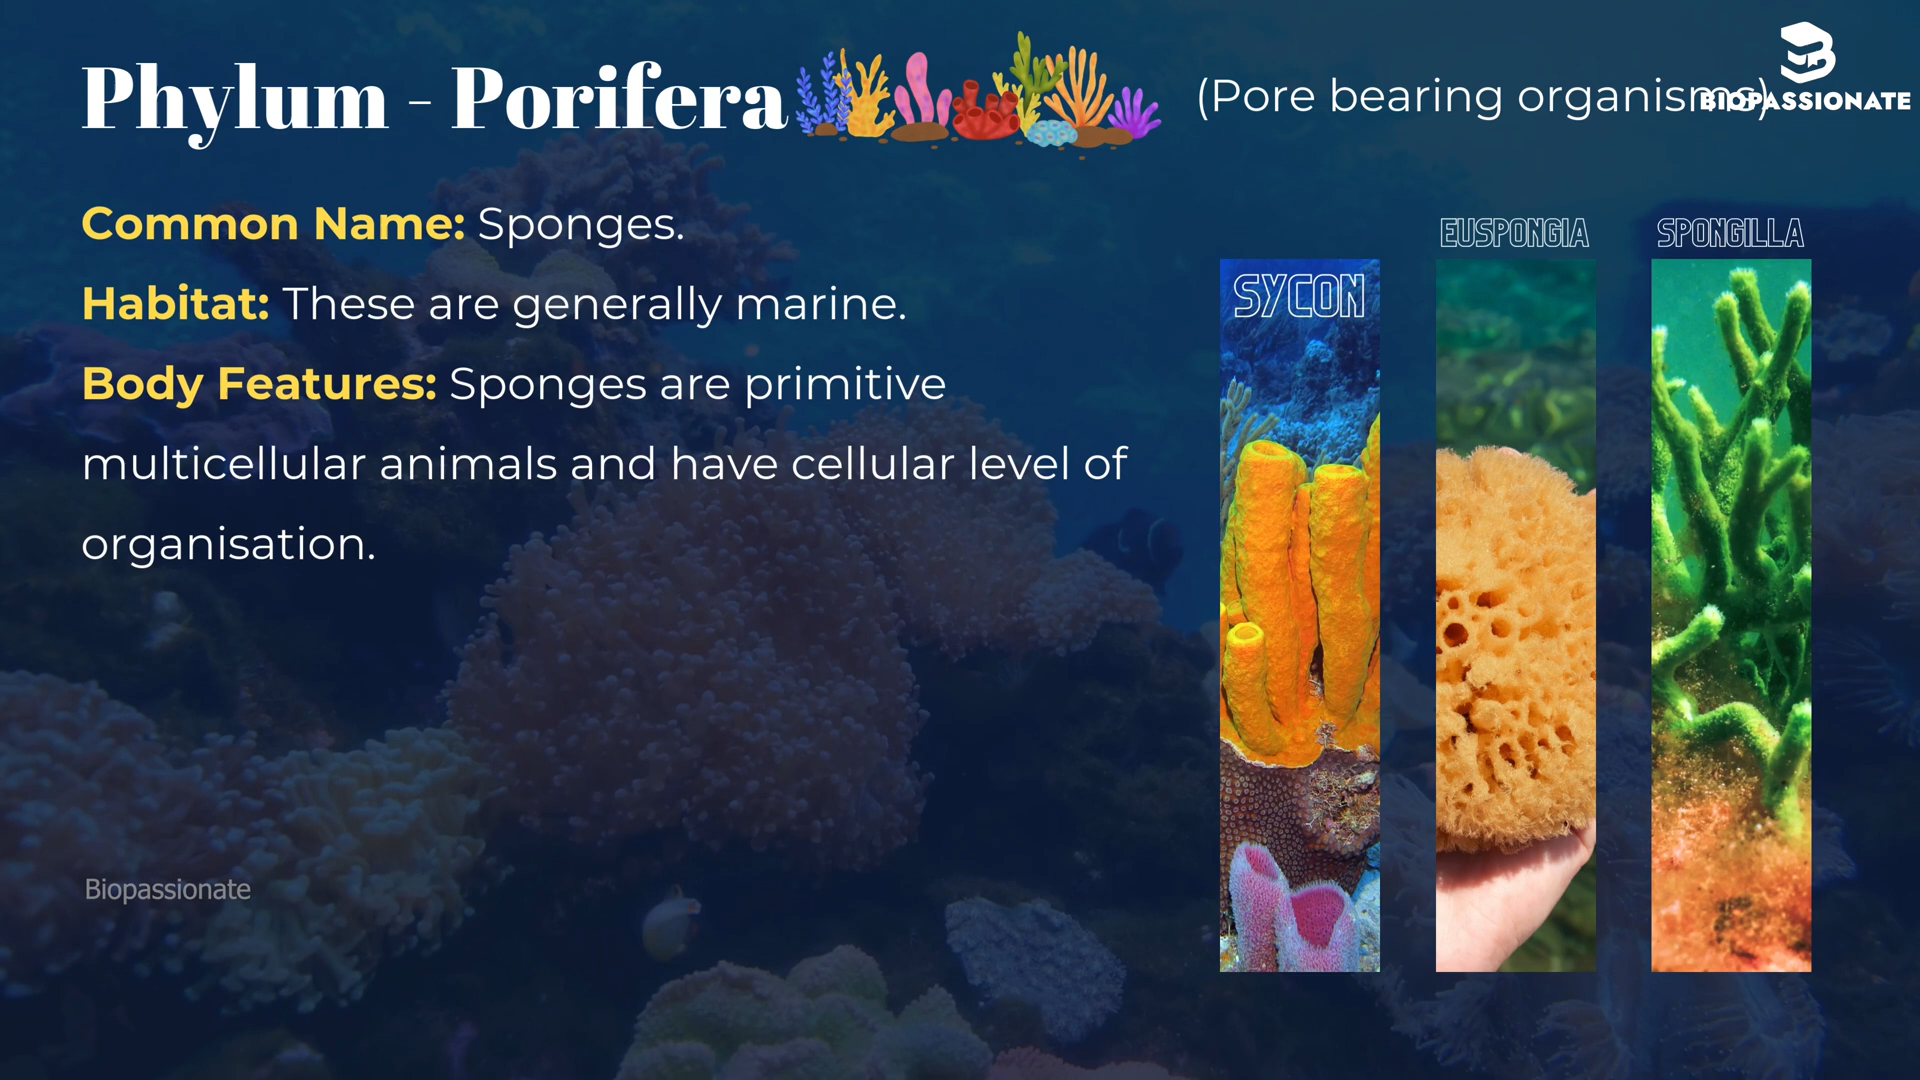 Phylum - Porifera
(Pore bearing organisms)
BIOPASSIONATE
Common Name: Sponges.
Habitat: These are generally marine.
Body Features: Sponges are primitive
multicellular animals and have cellular level of
organisation.
SYCON
EUSPONGIA
SPONGILLA
Biopassionate